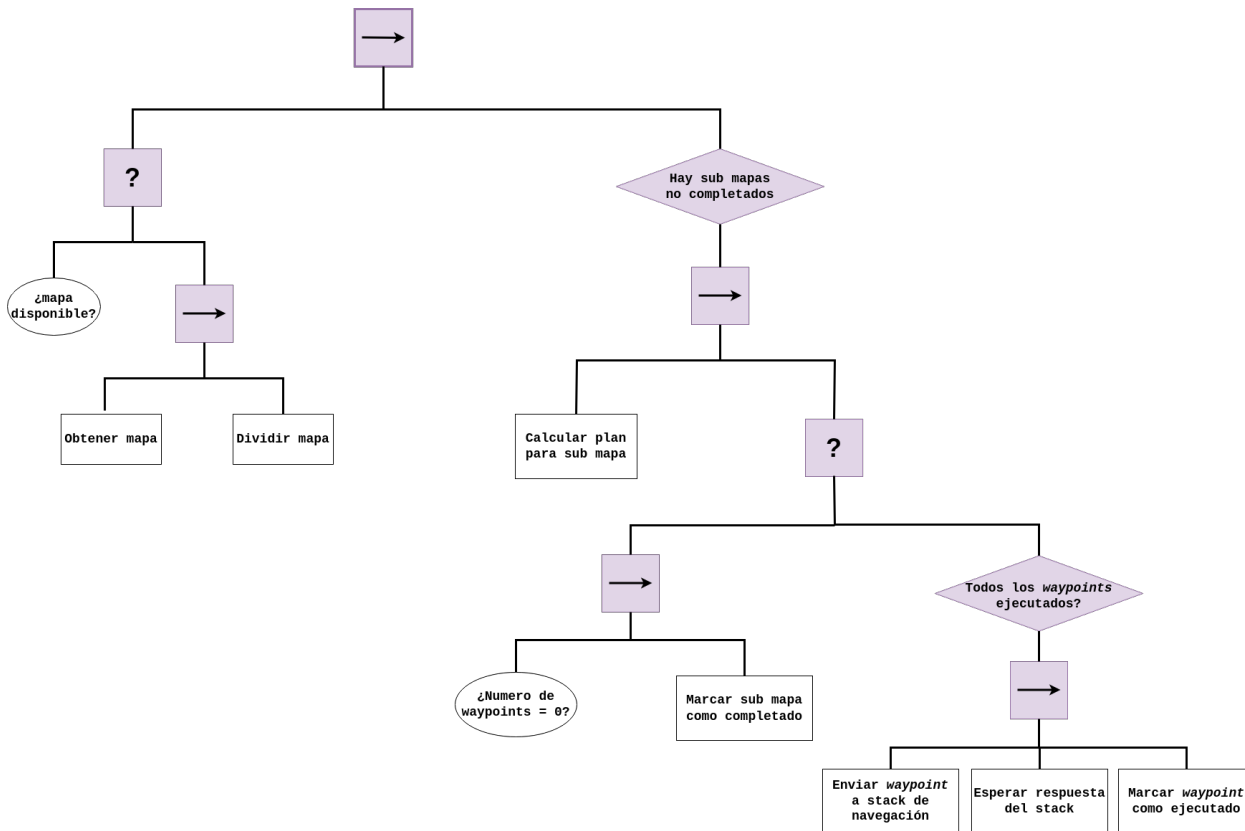 ?
Hay sub mapas
no completados
¿mapa
disponible?
Obtener mapa
Dividir mapa
Calcular plan
para sub mapa
?
Todos los waypoints
ejecutados?
¿Numero de
waypoints = 0?
Marcar sub mapa
como completado
Enviar waypoint
a stack de
navegación
Esperar respuesta
del stack
Marcar waypoint
como ejecutado